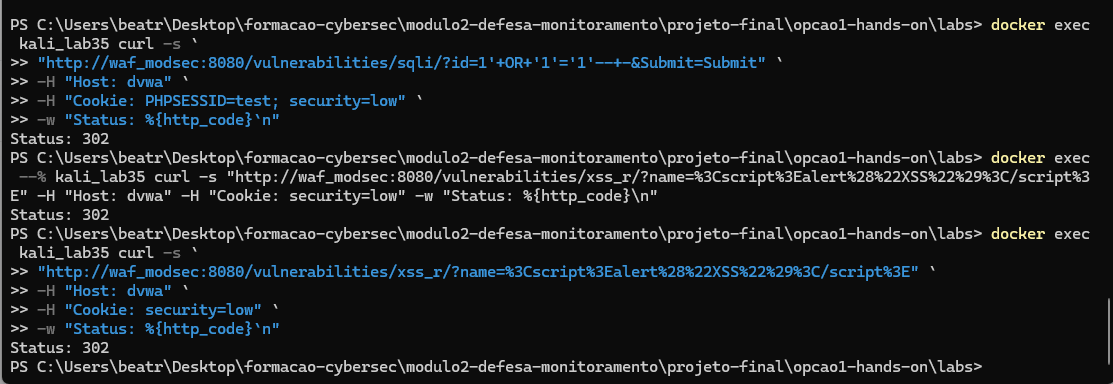 PS C:\Users\beatr\Desktop\formacao-cybersec\modulo2-defesa-monitoramento\projeto-final\opcao1-hands-on\labs> docker exec
 kali_lab35 curl -s `
>> "http://waf_modsec:8080/vulnerabilities/sqli/?id=1'+OR+'1'='1'--+-&Submit=Submit" `
>> -H "Host: dvwa" `
>> -H "Cookie: PHPSESSID=test; security=low" `
>> -w "Status: %{http_code}`n"
Status: 302
PS C:\Users\beatr\Desktop\formacao-cybersec\modulo2-defesa-monitoramento\projeto-final\opcao1-hands-on\labs> docker exec
 --% kali_lab35 curl -s "http://waf_modsec:8080/vulnerabilities/xss_r/?name=%3Cscript%3Ealert%28%22XSS%22%29%3C/script%3
E" -H "Host: dvwa" -H "Cookie: security=low" -w "Status: %{http_code}\n"
Status: 302
PS C:\Users\beatr\Desktop\formacao-cybersec\modulo2-defesa-monitoramento\projeto-final\opcao1-hands-on\labs> docker exec
 kali_lab35 curl -s `
>> "http://waf_modsec:8080/vulnerabilities/xss_r/?name=%3Cscript%3Ealert%28%22XSS%22%29%3C/script%3E" `
>> -H "Host: dvwa" `
>> -H "Cookie: security=low" `
>> -w "Status: %{http_code}`n"
Status: 302
PS C:\Users\beatr\Desktop\formacao-cybersec\modulo2-defesa-monitoramento\projeto-final\opcao1-hands-on\labs>